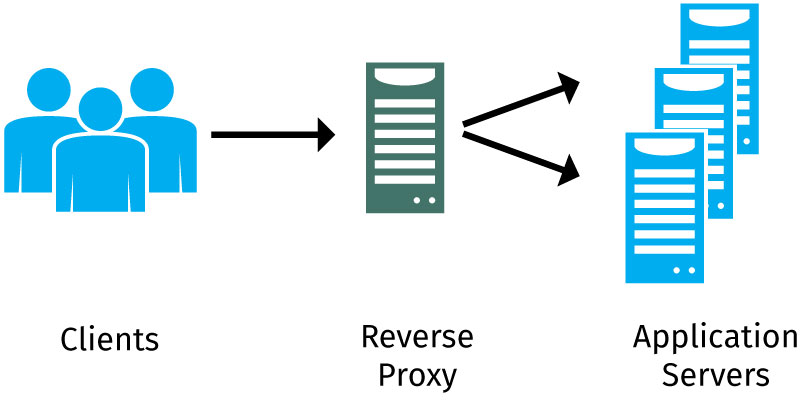 Clients
Reverse
Proxy
Application
Servers